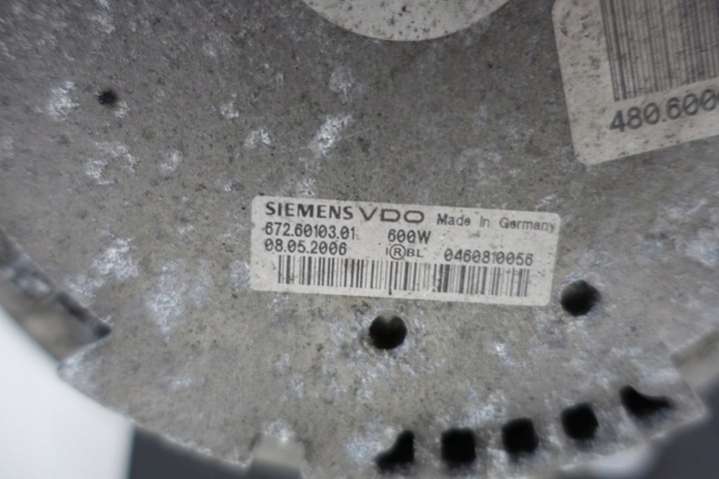 480.600
SIEMENS VDO Made in Germany
672.60103.01 600W
08.05.2006 I®BL 0460810056